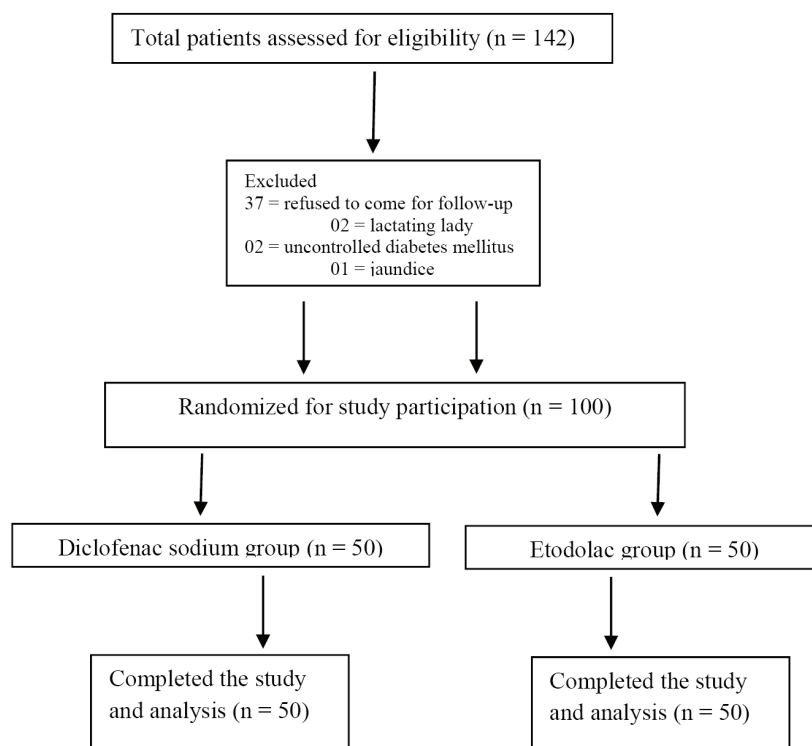 Total patients assessed for eligibility (n = 142)
Excluded
37 = refused to come for follow-up
02 = lactating lady
02 = uncontrolled diabetes mellitus
01 = jaundice
Randomized for study participation (n = 100)
Diclofenac sodium group (n = 50)
Etodolac group (n = 50)
Completed the study
and analysis (n = 50)
Completed the study
and analysis (n = 50)